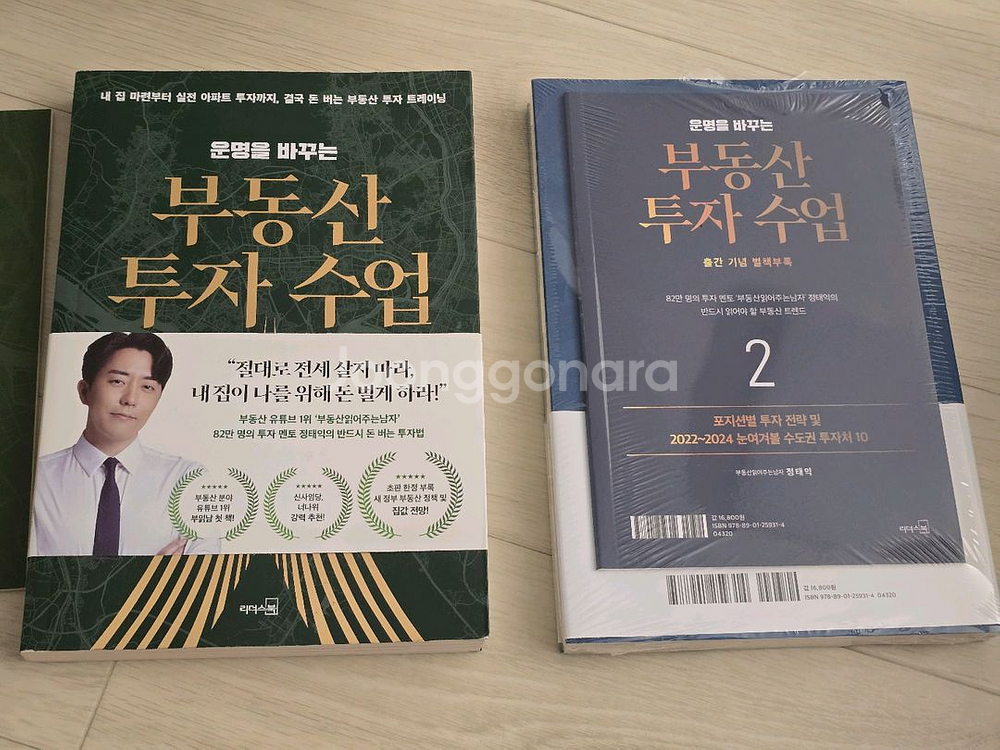 내 집 마련부터 실전 아파트 투자까지, 결국 돈 버는 부동산 투자 트레이닝
운명을 바꾸는
부동산
투자 수업
“절대로 전세 살지 마라,
내 집이 나를 위해 돈 벌게 하라!”
부동산 유튜브 1위 ‘부동산읽어주는남자’
82만 명의 투자 멘토 정태익의 반드시 돈 버는 투자법
★★★★★
부동산 분야
유튜브 1위
부읽남 첫 책!
★★★★★
신사임당,
너나위
강력 추천!
★★★★★
초판 한정 부록
새 정부 부동산 정책 및
집값 전망!
리더스북
운명을 바꾸는
부동산
투자 수업
출간 기념 별책부록
82만 명의 투자 멘토 ‘부동산읽어주는남자’ 정태익의
반드시 읽어야 할 부동산 트렌드
2
포지션별 투자 전략 및
2022~2024 눈여겨볼 수도권 투자처 10
부동산읽어주는남자 정태익
값 16,800원
ISBN 978-89-01-25931-4
04320
리더스북
값 16,800원
ISBN 978-89-01-25931-4 04320
joonggonara